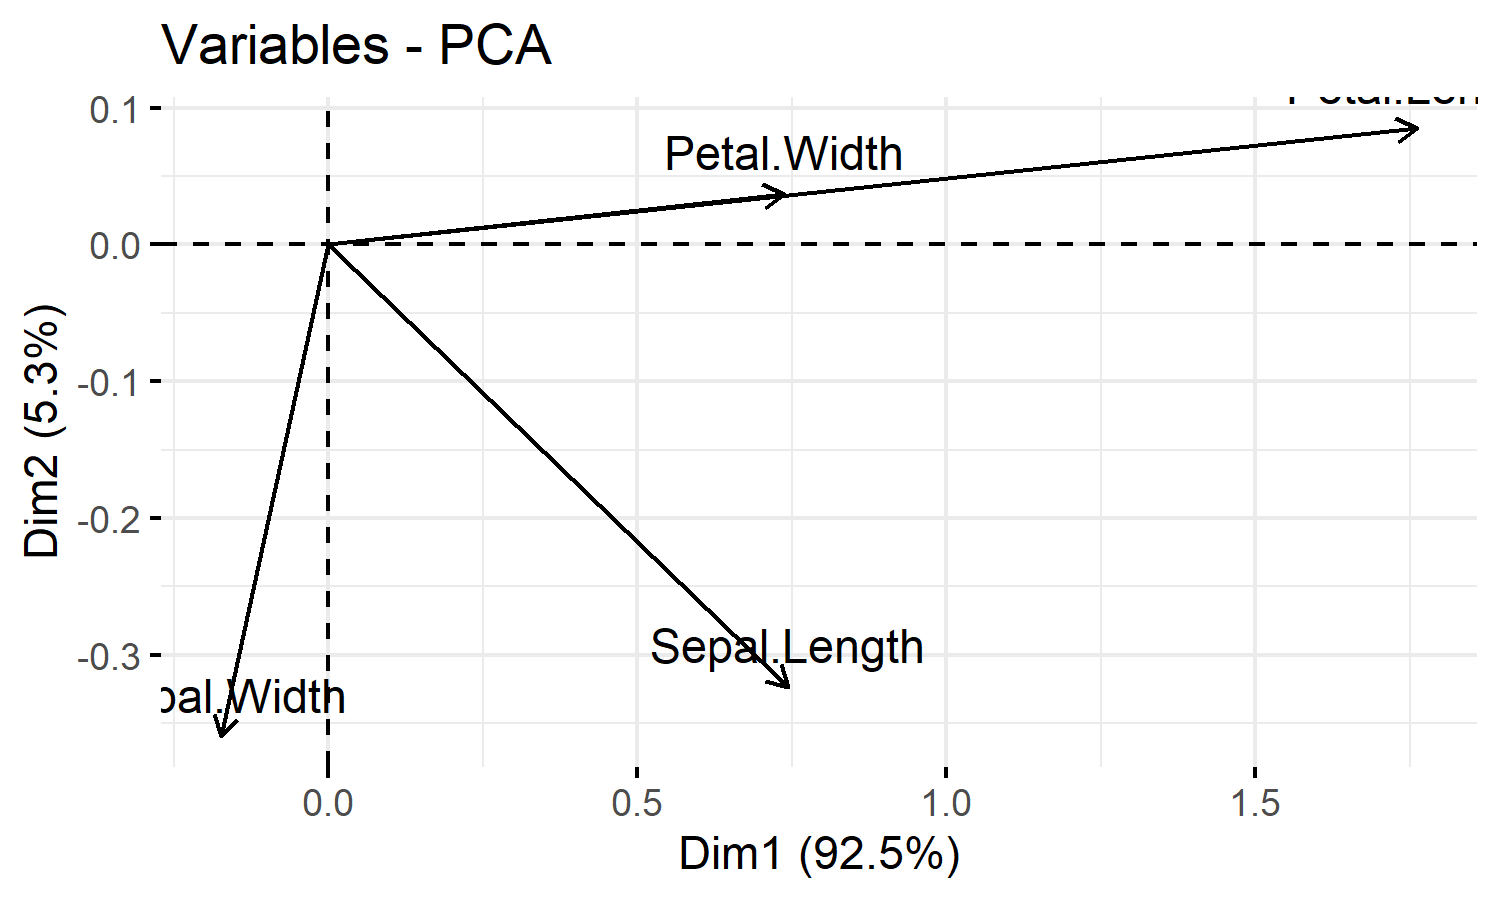 Variables - PCA
0.1
0.0
-0.1
-0.2
-0.3
Dim2 (5.3%)
Petal.Width
Sepal.Length
pal.Width
0.0
0.5
1.0
1.5
Dim1 (92.5%)